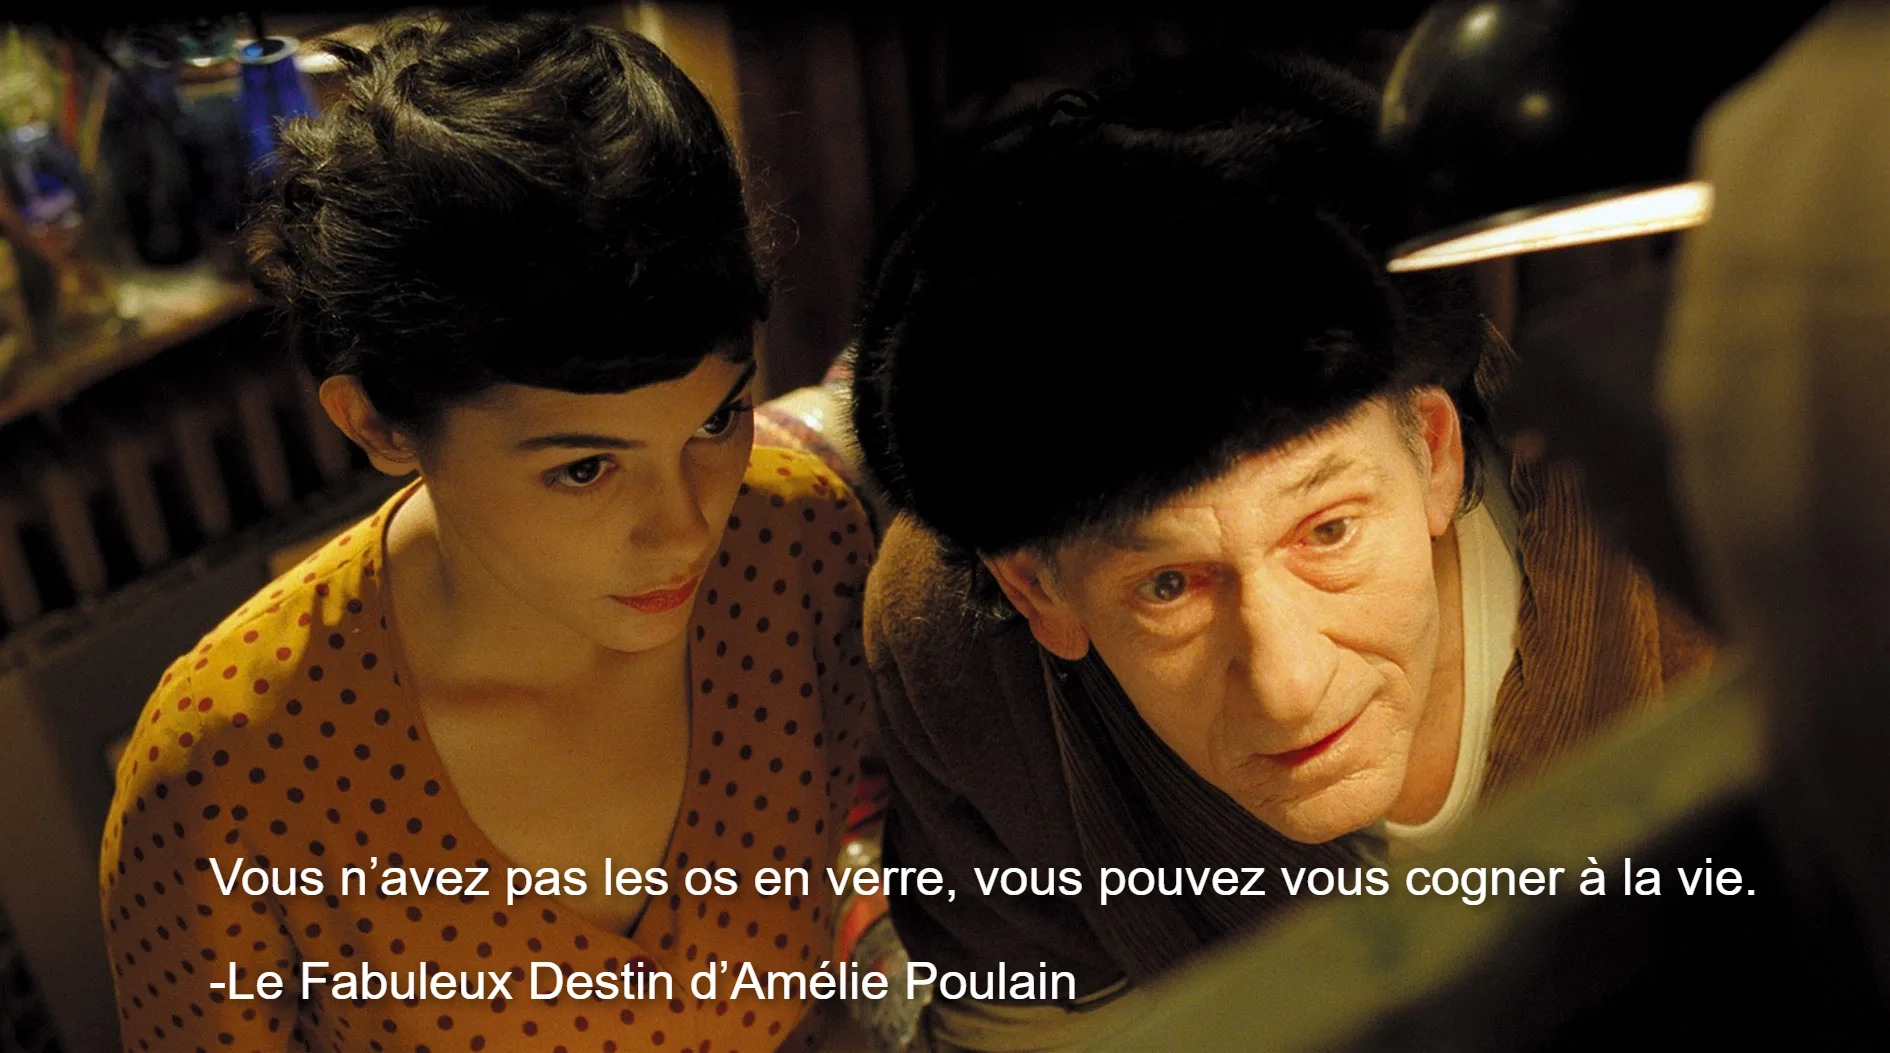 Vous n’avez pas les os en verre, vous pouvez vous cogner à la vie.
-Le Fabuleux Destin d’Amélie Poulain